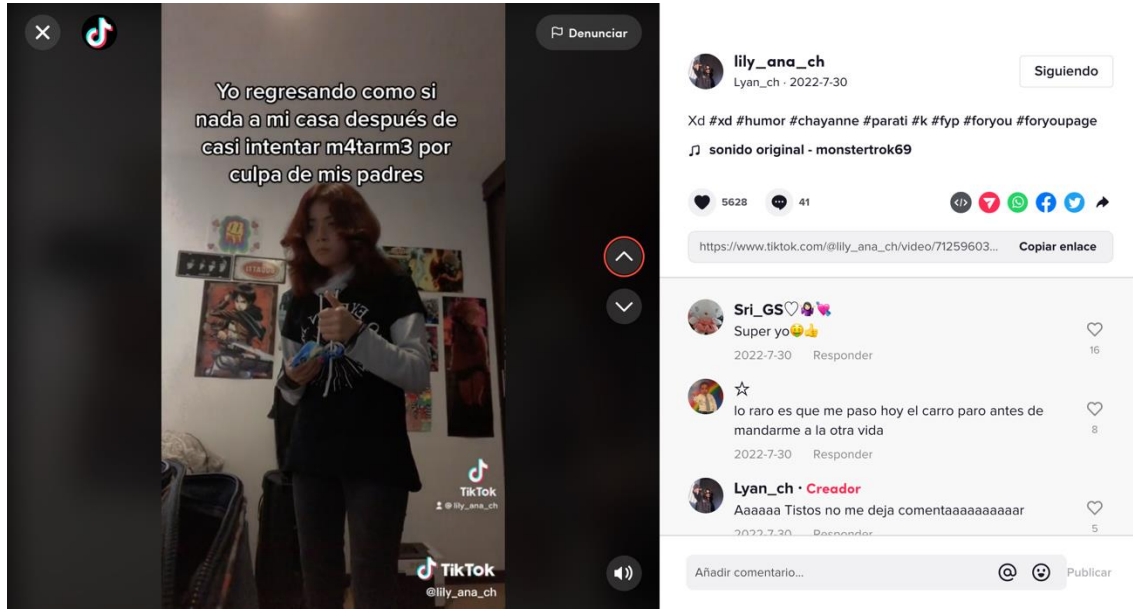 Denunciar
Yo regresando como si
nada a mi casa después de
casi intentar m4tarm3 por
culpa de mis padres
TikTok
@lily_ana_ch
TikTok
@lily_ana_ch
lily_ana_ch
Lyan_ch · 2022-7-30
Siguiendo
Xd #xd #humor #chayanne #parati #k #fyp #foryou #foryoupage
sonido original - monstertrok69
5628
41
https://www.tiktok.com/@lily_ana_ch/video/71259603...
Copiar enlace
Sri_GS
Super yo
2022-7-30 Responder
16
lo raro es que me paso hoy el carro paro antes de
mandarme a la otra vida
2022-7-30 Responder
8
Lyan_ch · Creador
Aaaaaa Tistos no me deja comentaaaaaaaaaar
2022-7-30 Responder
5
Añadir comentario...
Publicar